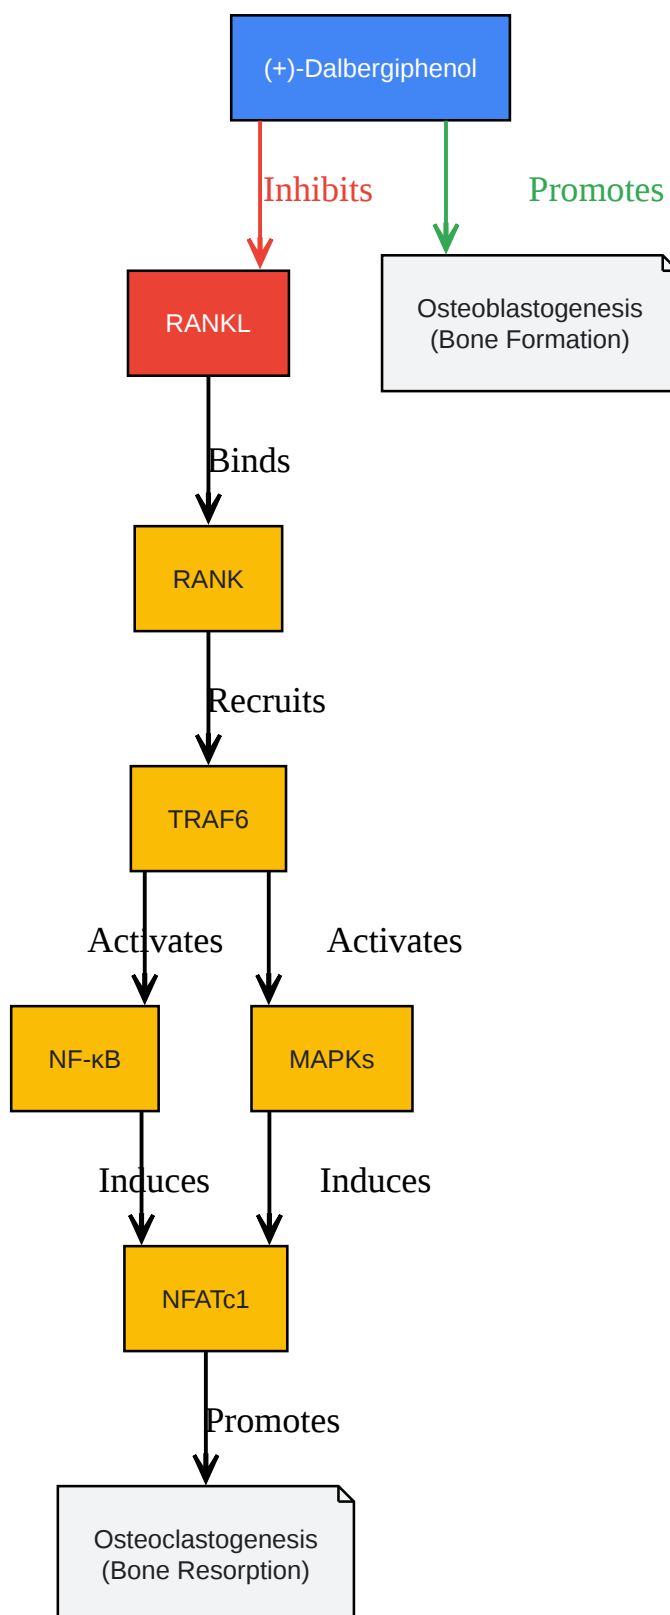 (+)-Dalbergiphenol
Inhibits
Promotes
RANKL
Osteoblastogenesis
(Bone Formation)
Binds
RANK
Recruits
TRAF6
Activates
Activates
NF-κB
MAPKs
Induces
Induces
NFATc1
Promotes
Osteoclastogenesis
(Bone Resorption)